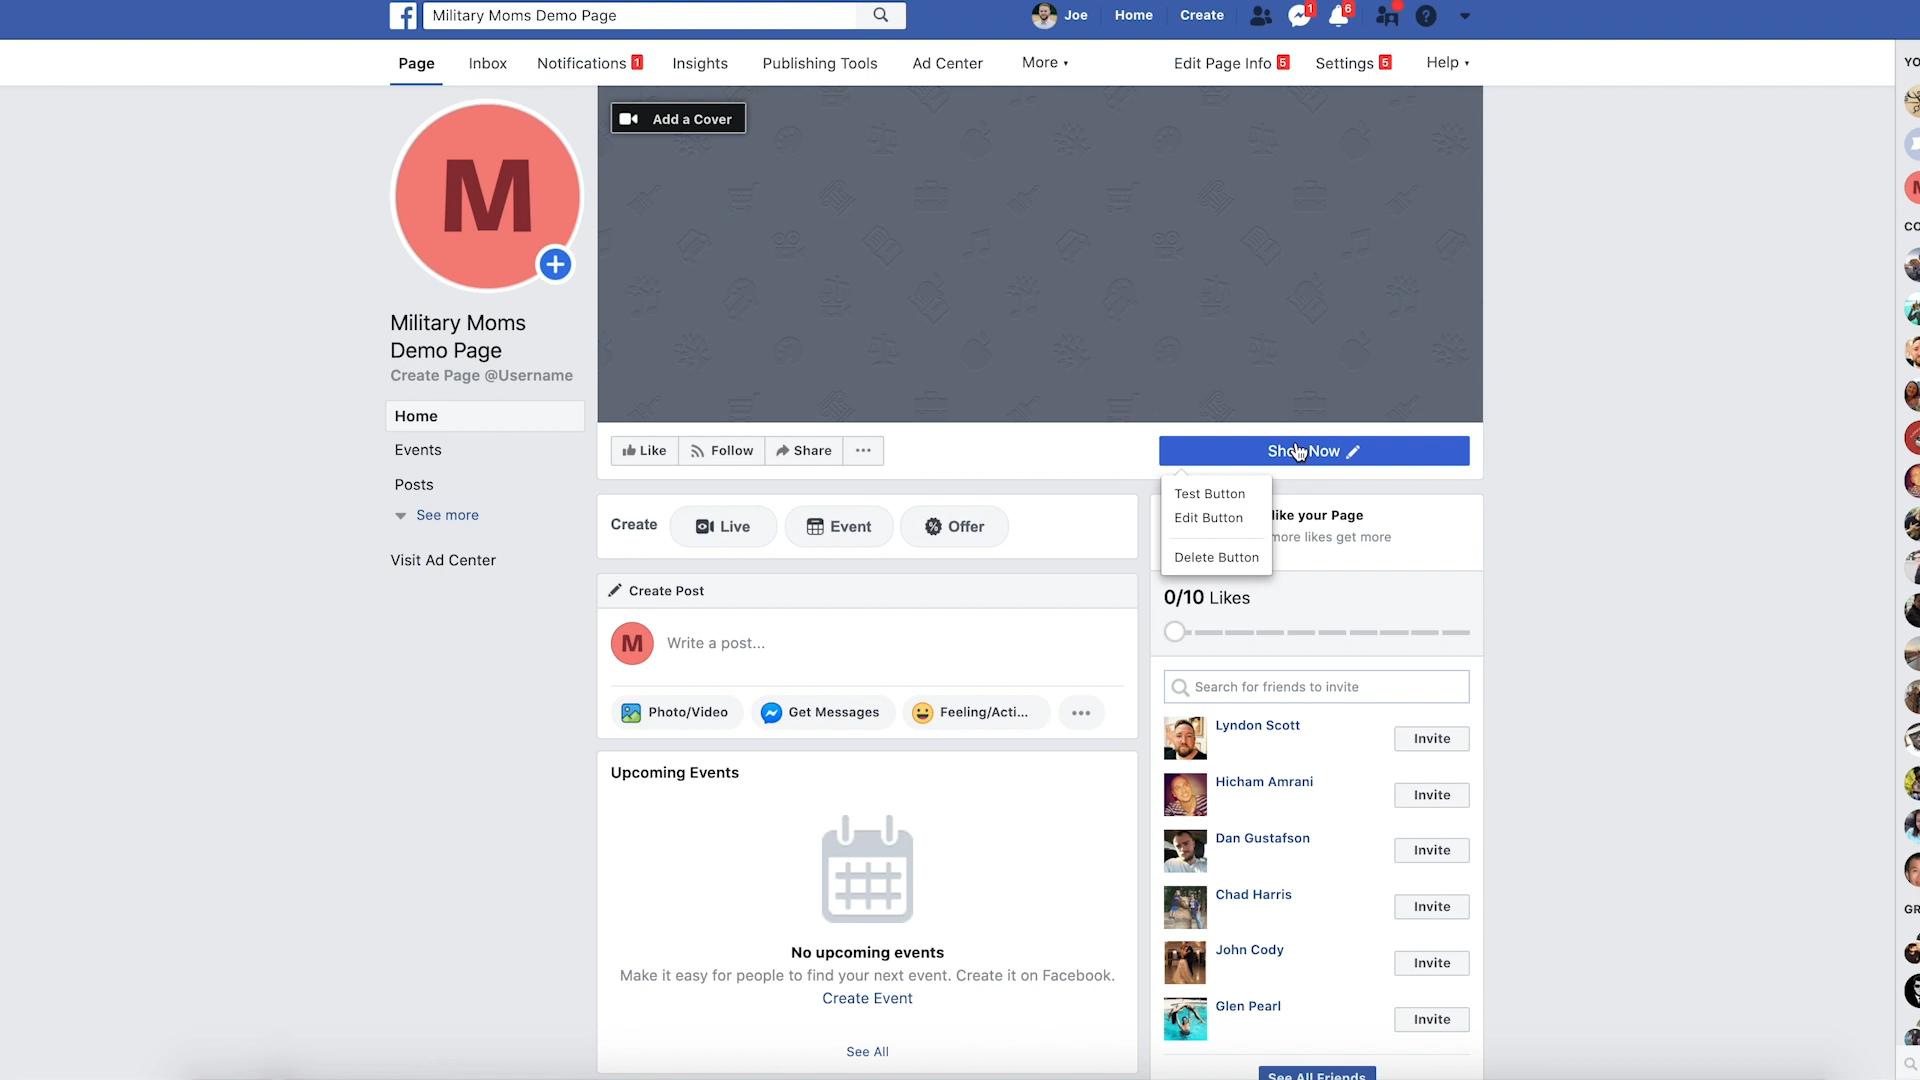 Military Moms Demo Page
Joe
Home
Create
1
6
Page
Inbox
Notifications 1
Insights
Publishing Tools
Ad Center
More
Edit Page Info 5
Settings 5
Help
YO
Add a Cover
M
Military Moms
Demo Page
Create Page @Username
Home
Events
Posts
See more
Visit Ad Center
Like
Follow
Share
Now
Test Button
Edit Button
Delete Button
like your Page
more likes get more
Create
Live
Event
Offer
0/10 Likes
Create Post
M
Write a post...
Photo/Video
Get Messages
Feeling/Acti...
Search for friends to invite
Lyndon Scott
Invite
Hicham Amrani
Invite
Dan Gustafson
Invite
Chad Harris
Invite
John Cody
Invite
Glen Pearl
Invite
See All Friends
Upcoming Events
No upcoming events
Make it easy for people to find your next event. Create it on Facebook.
Create Event
See All
CO
GR